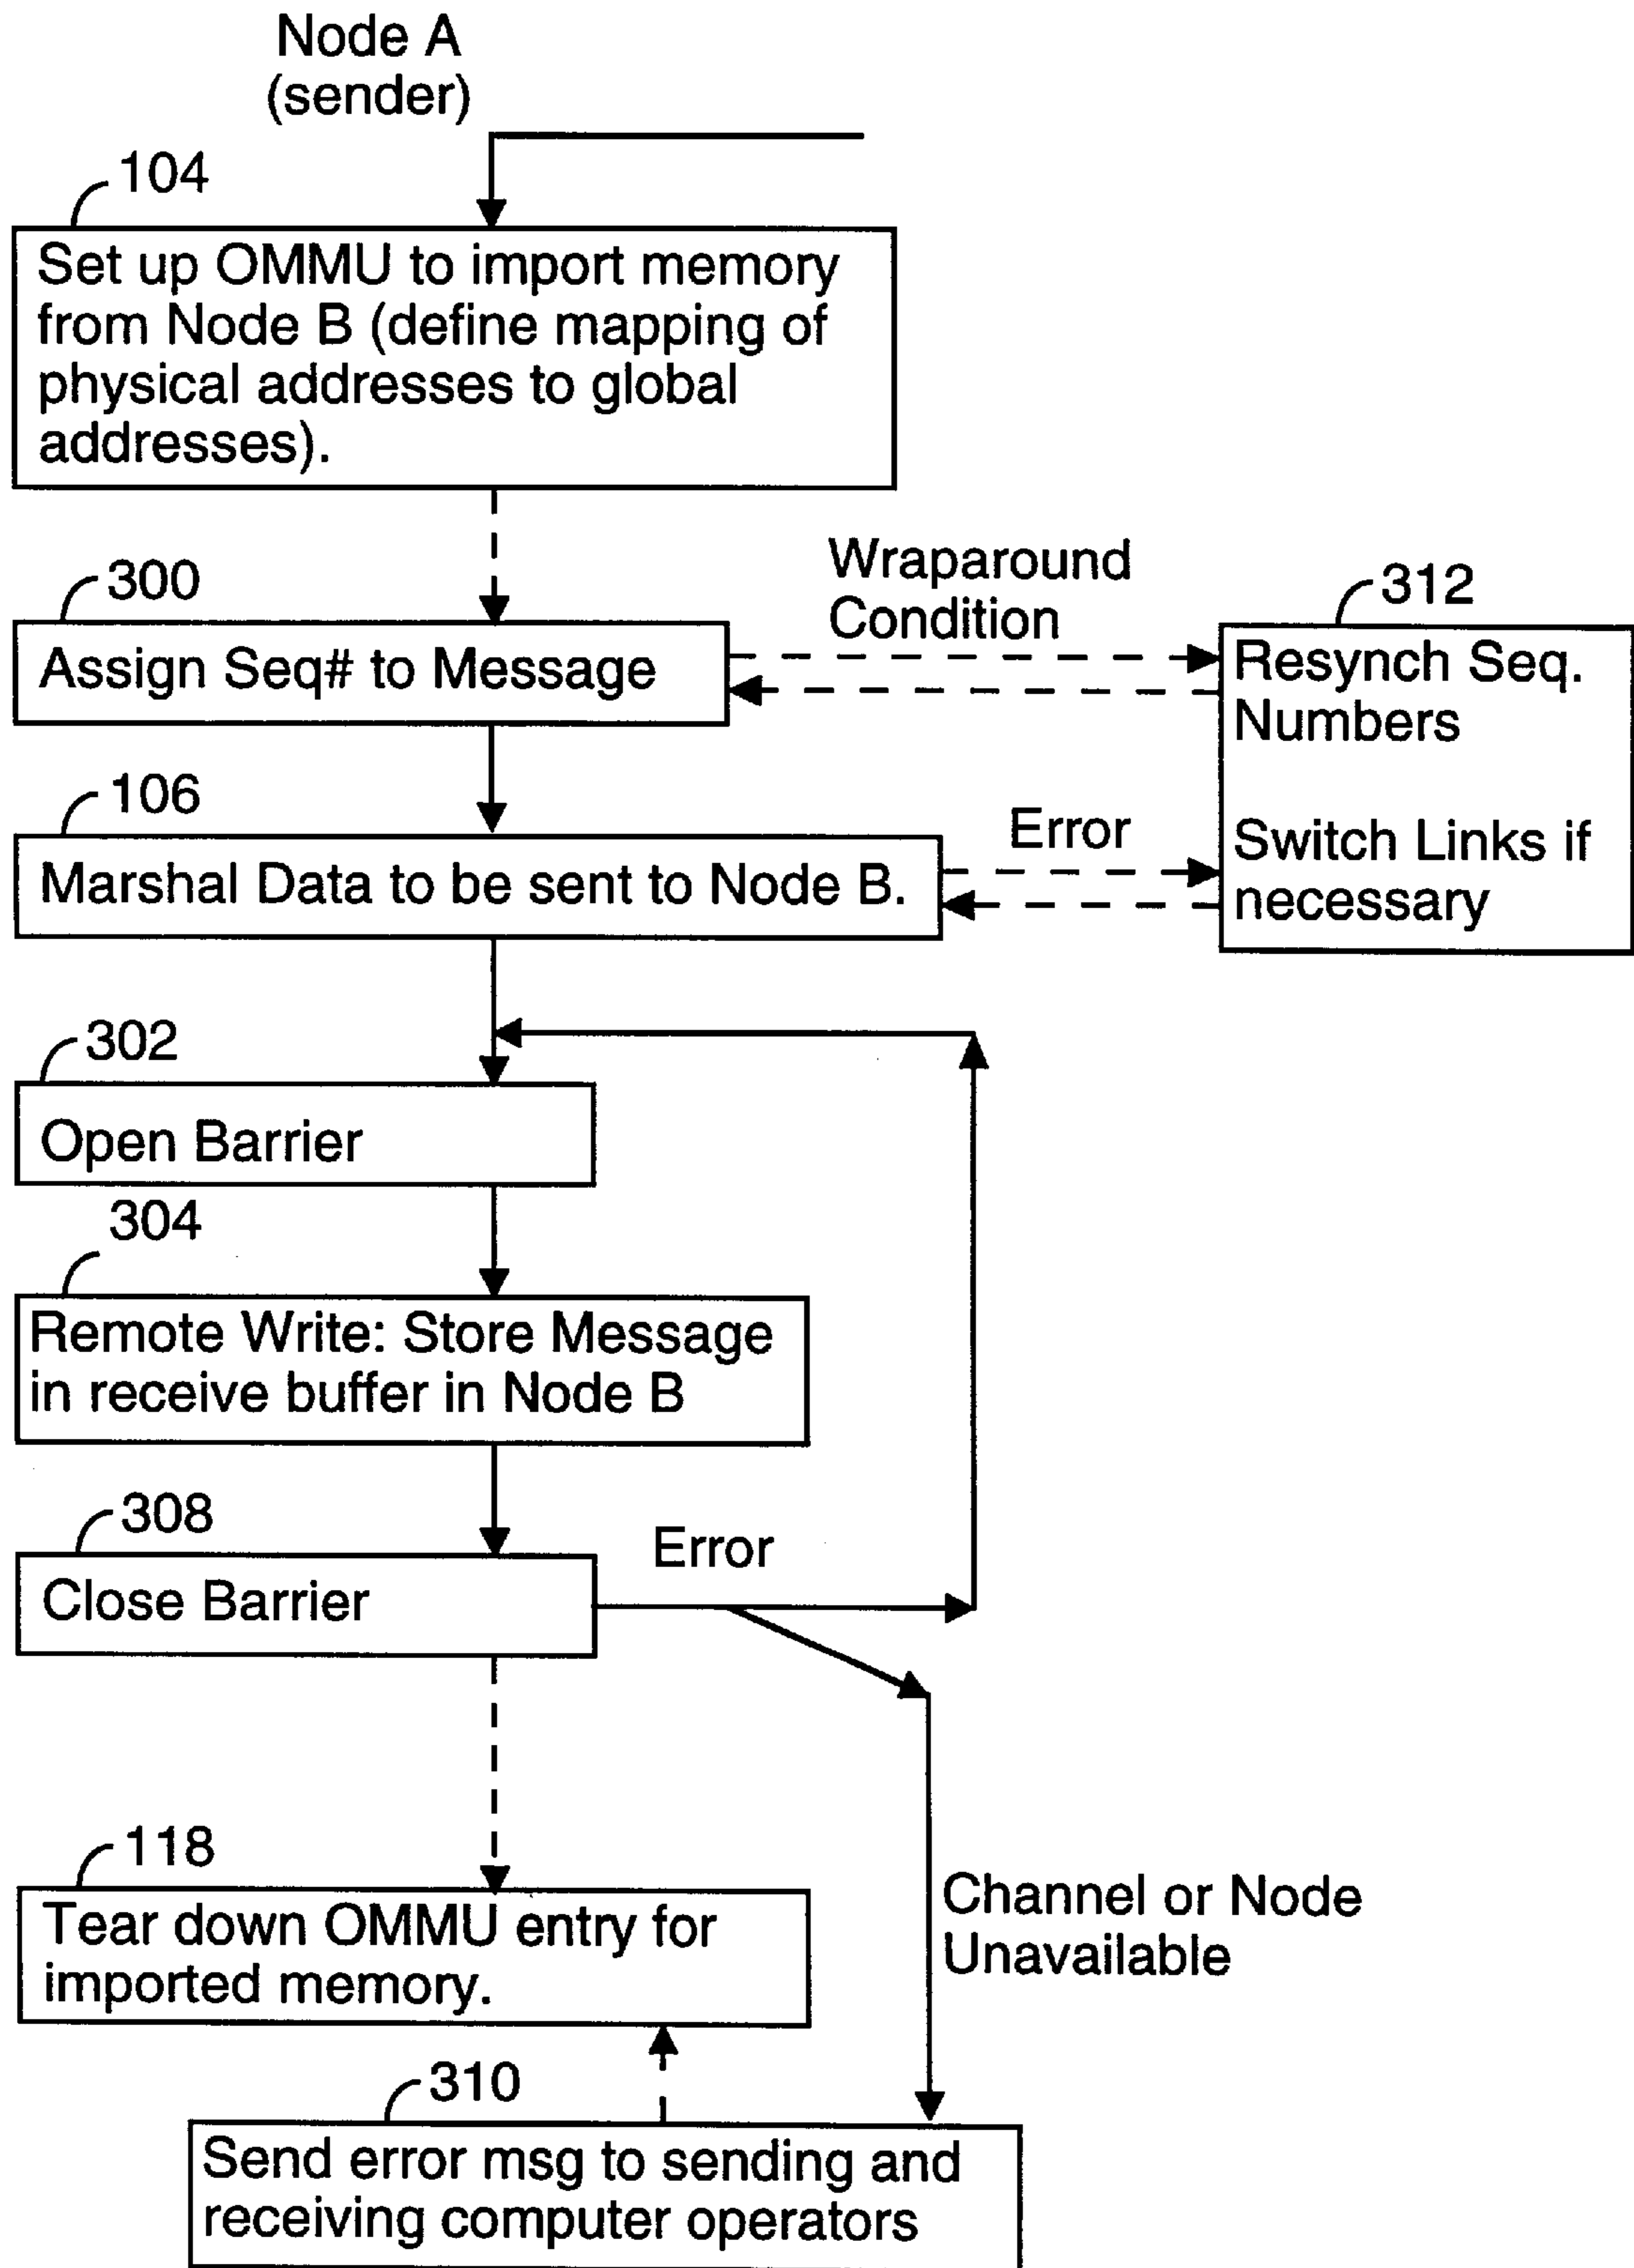 Node A
(sender)
104
Set up OMMU to import memory
from Node B (define mapping of
physical addresses to global
addresses).
300
Assign Seq# to Message
Wraparound
Condition
312
Resynch Seq.
Numbers
Switch Links if
necessary
106
Marshal Data to be sent to Node B.
Error
302
Open Barrier
304
Remote Write: Store Message
in receive buffer in Node B
308
Close Barrier
Error
118
Tear down OMMU entry for
imported memory.
Channel or Node
Unavailable
310
Send error msg to sending and
receiving computer operators